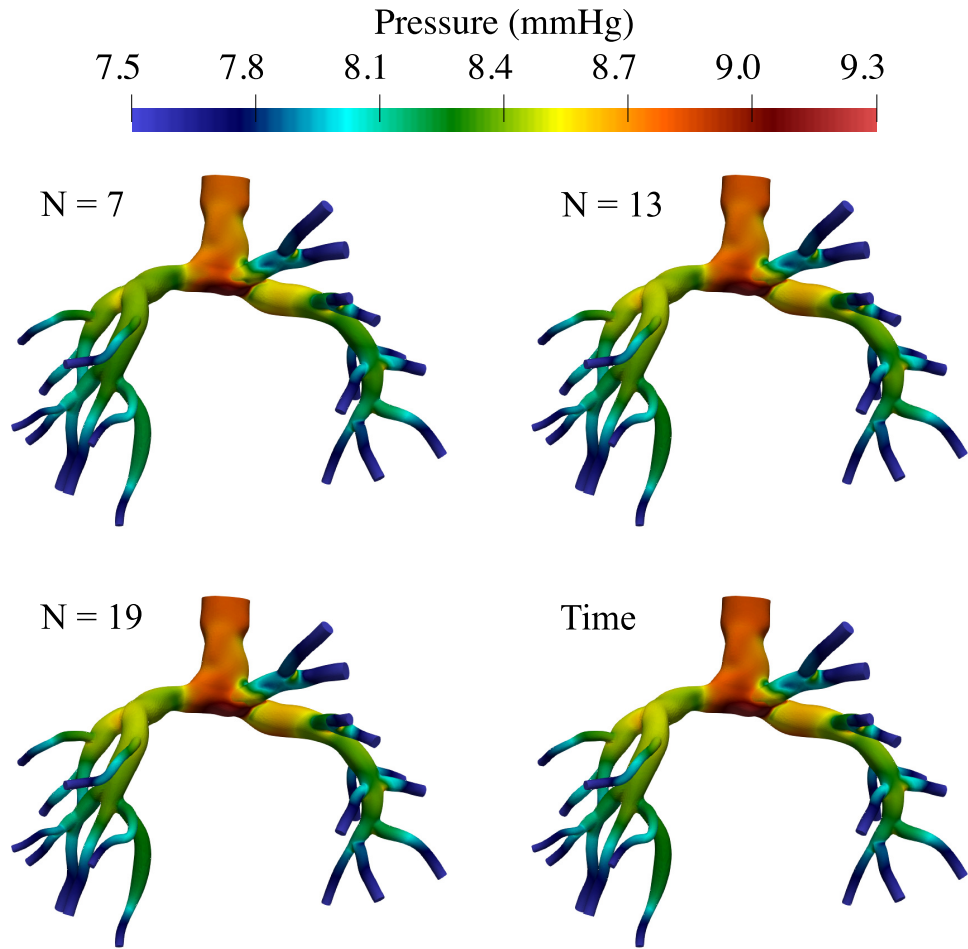 Pressure (mmHg)
7.5 7.8 8.1 8.4 8.7 9.0 9.3
N = 7
N = 13
N = 19
Time